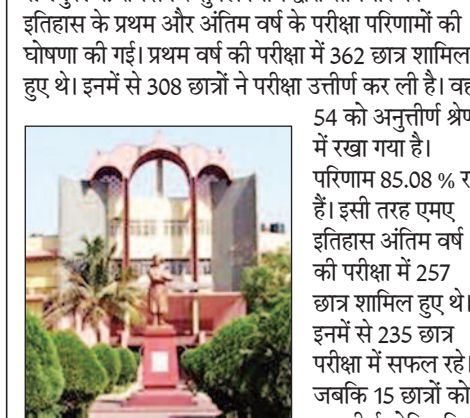 इतिहास के प्रथम और अंतिम वर्ष के परीक्षा परिणामों की
घोषणा की गई। प्रथम वर्ष की परीक्षा में 362 छात्र शामिल
हुए थे। इनमें से 308 छात्रों ने परीक्षा उत्तीर्ण कर ली है।
54 को अनुत्तीर्ण
में रखा गया है।
परिणाम 85.08 %
हैं। इसी तरह एमए
इतिहास अंतिम वर्ष
की परीक्षा में 257
छात्र शामिल हुए थे।
इनमें से 235 छात्र
परीक्षा में सफल रहे।
जबकि 15 छात्रों को